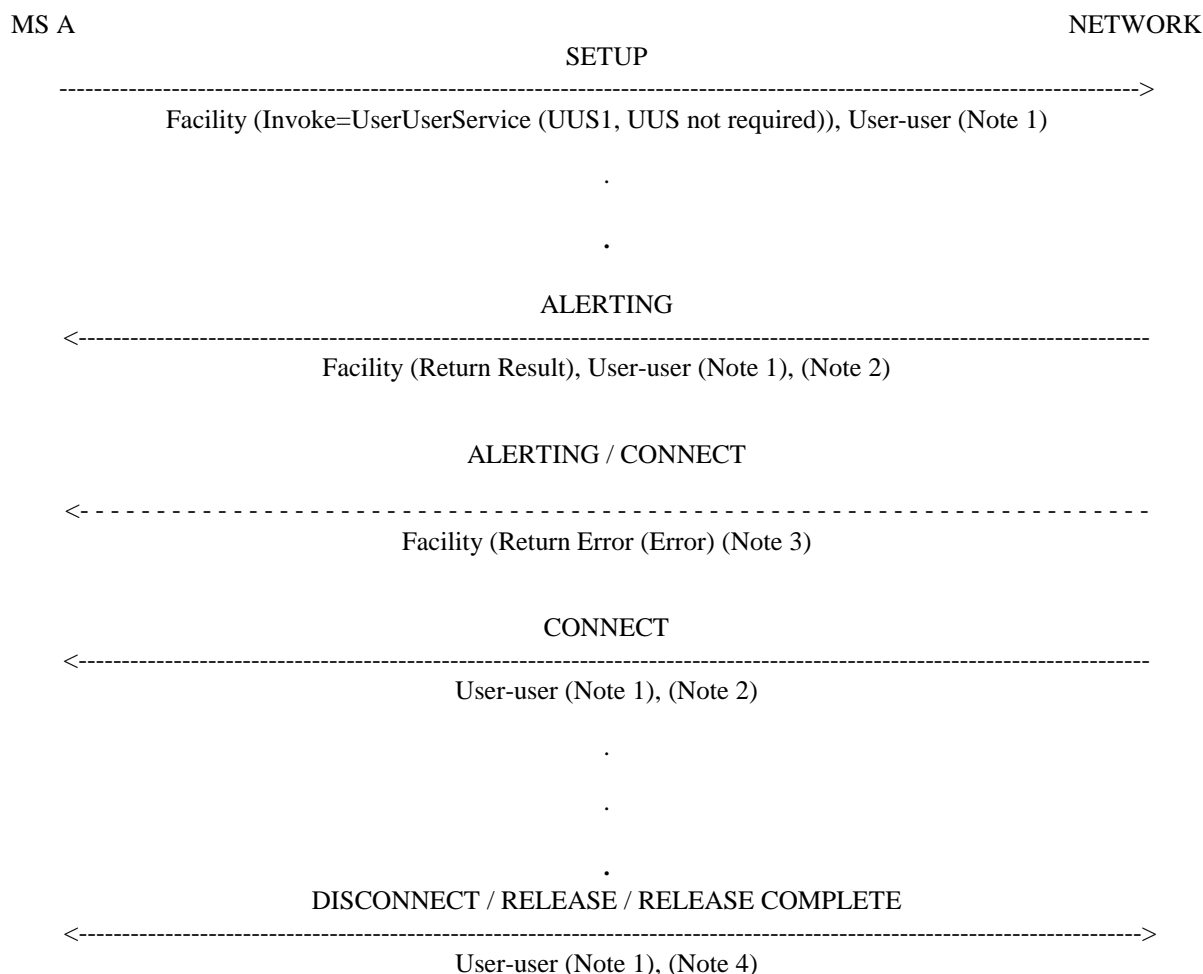 MS A NETWORK
SETUP
------------------------------------------------------------------------------------------------------------------------------>
Facility (Invoke=UserUserService (UUS1, UUS not required)), User-user (Note 1)
.
.
ALERTING
<-----------------------------------------------------------------------------------------------------------------------------
Facility (Return Result), User-user (Note 1), (Note 2)
ALERTING / CONNECT
<- - - - - - - - - - - - - - - - - - - - - - - - - - - - - - - - - - - - - - - - - - - - - - - - - - - - - - - - - - - - - - - - - - - - - -
Facility (Return Error (Error) (Note 3)
CONNECT
<-----------------------------------------------------------------------------------------------------------------------------
User-user (Note 1), (Note 2)
.
.
.
DISCONNECT / RELEASE / RELEASE COMPLETE
<---------------------------------------------------------------------------------------------------------------------------->
User-user (Note 1), (Note 4)